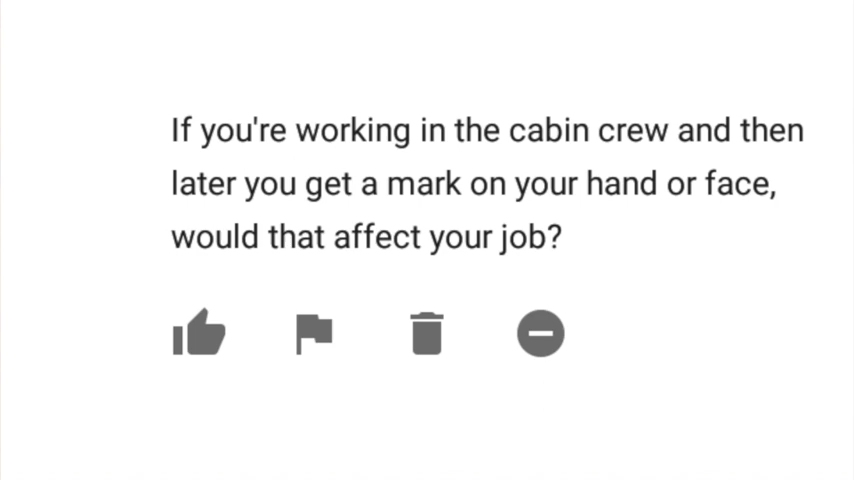 If you're working in the cabin crew and then
later you get a mark on your hand or face,
would that affect your job?